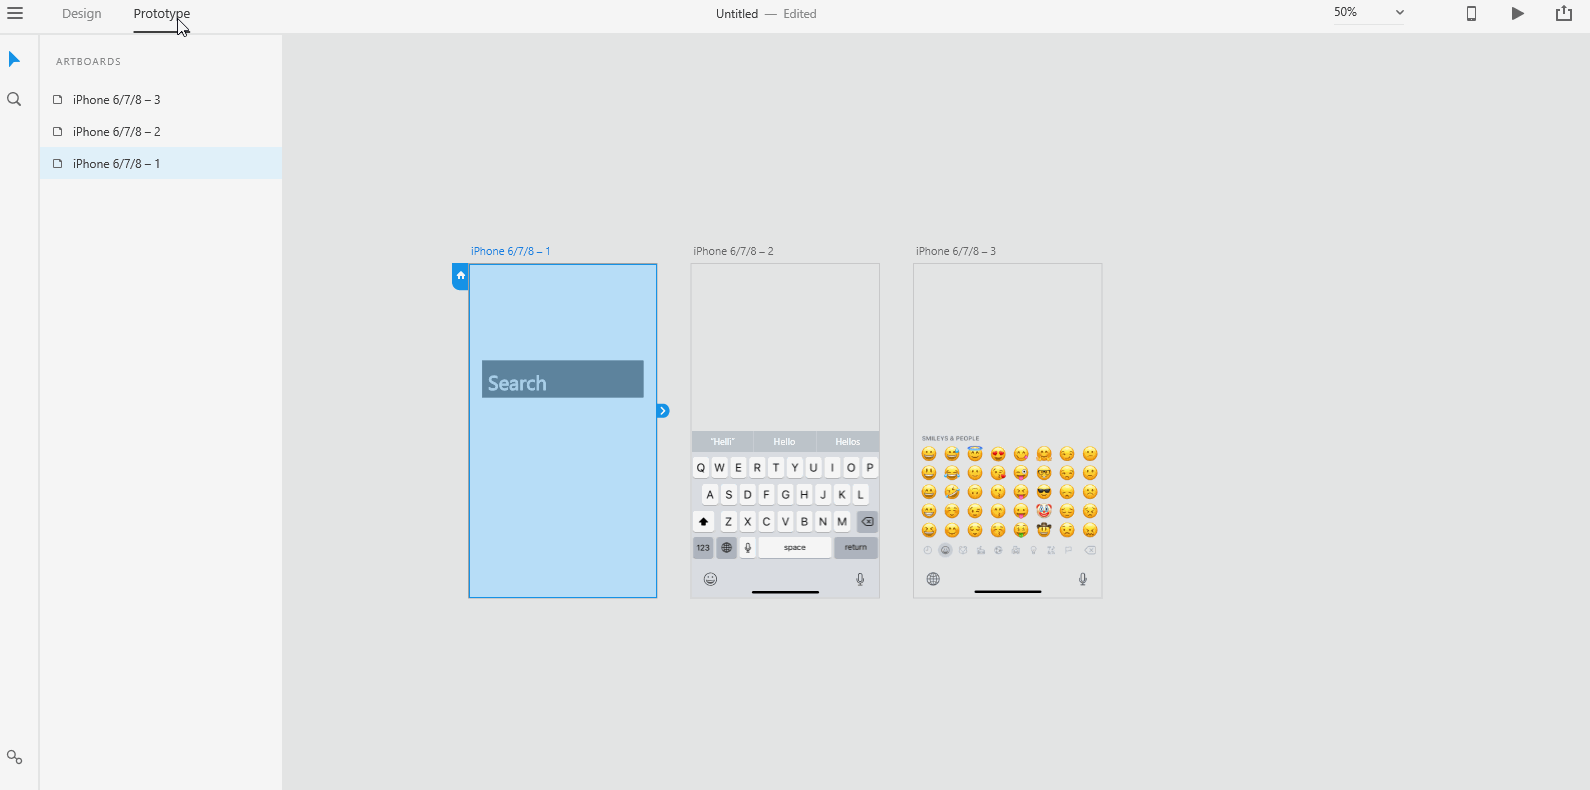 Design Prototype Untitled — Edited 50%
ARTBOARDS
iPhone 6/7/8 – 3
iPhone 6/7/8 – 2
iPhone 6/7/8 – 1
iPhone 6/7/8 – 1
Search
iPhone 6/7/8 – 2
"Helli" Hello Hellos
Q W E R T Y U I O P
A S D F G H J K L
Z X C V B N M
123 space return
iPhone 6/7/8 – 3
SMILEYS & PEOPLE